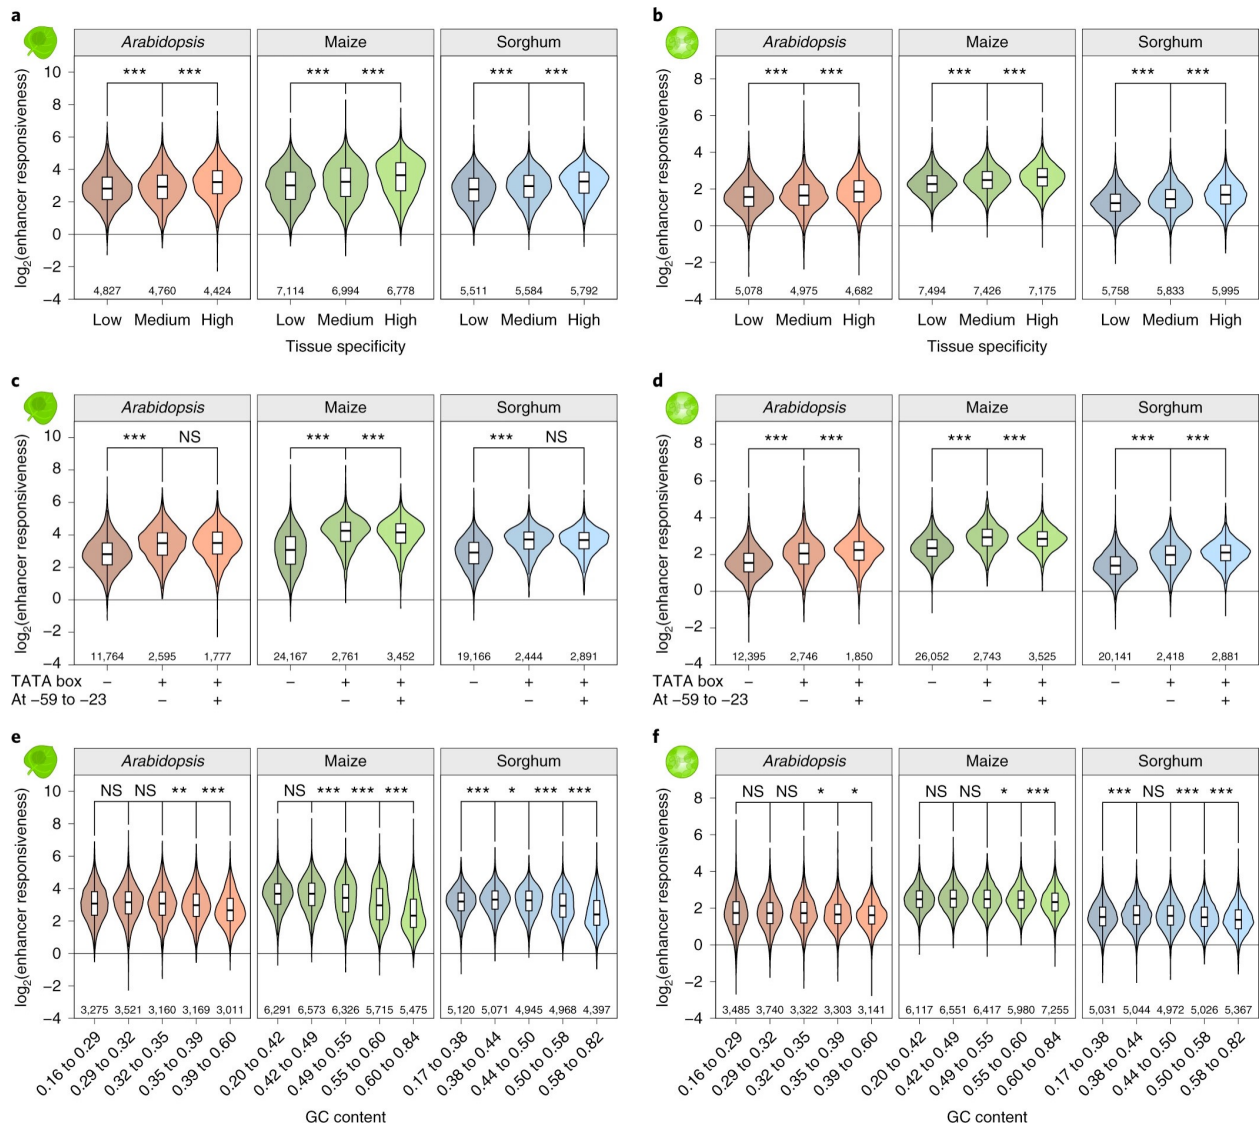 a
Arabidopsis Maize Sorghum
log2(enhancer responsiveness)
10
8
6
4
2
0
−2
−4
*** *** *** *** *** ***
4,827 4,760 4,424 7,114 6,994 6,778 5,511 5,584 5,792
Low Medium High Low Medium High Low Medium High
Tissue specificity
b
Arabidopsis Maize Sorghum
log2(enhancer responsiveness)
8
6
4
2
0
−2
−4
*** *** *** *** *** ***
5,078 4,975 4,682 7,494 7,426 7,175 5,758 5,833 5,995
Low Medium High Low Medium High Low Medium High
Tissue specificity
c
Arabidopsis Maize Sorghum
log2(enhancer responsiveness)
10
8
6
4
2
0
−2
−4
*** NS *** *** *** NS
11,764 2,595 1,777 24,167 2,761 3,452 19,166 2,444 2,891
TATA box − + + − + + − + +
At −59 to −23 − + − + − +
d
Arabidopsis Maize Sorghum
log2(enhancer responsiveness)
8
6
4
2
0
−2
−4
*** *** *** *** *** ***
12,395 2,746 1,850 26,052 2,743 3,525 20,141 2,418 2,881
TATA box − + + − + + − + +
At −59 to −23 − + − + − +
e
Arabidopsis Maize Sorghum
log2(enhancer responsiveness)
10
8
6
4
2
0
−2
−4
NS NS ** *** NS *** *** *** *** * *** ***
3,275 3,521 3,160 3,169 3,011 6,291 6,573 6,326 5,715 5,475 5,120 5,071 4,945 4,968 4,397
0.16 to 0.29 0.29 to 0.32 0.32 to 0.35 0.35 to 0.39 0.39 to 0.60 0.20 to 0.42 0.42 to 0.49 0.49 to 0.55 0.55 to 0.60 0.60 to 0.84 0.17 to 0.38 0.38 to 0.44 0.44 to 0.50 0.50 to 0.58 0.58 to 0.82
GC content
f
Arabidopsis Maize Sorghum
log2(enhancer responsiveness)
8
6
4
2
0
−2
−4
NS NS * * NS NS * *** *** NS *** ***
3,485 3,740 3,322 3,303 3,141 6,117 6,551 6,417 5,980 7,255 5,031 5,044 4,972 5,026 5,367
0.16 to 0.29 0.29 to 0.32 0.32 to 0.35 0.35 to 0.39 0.39 to 0.60 0.20 to 0.42 0.42 to 0.49 0.49 to 0.55 0.55 to 0.60 0.60 to 0.84 0.17 to 0.38 0.38 to 0.44 0.44 to 0.50 0.50 to 0.58 0.58 to 0.82
GC content